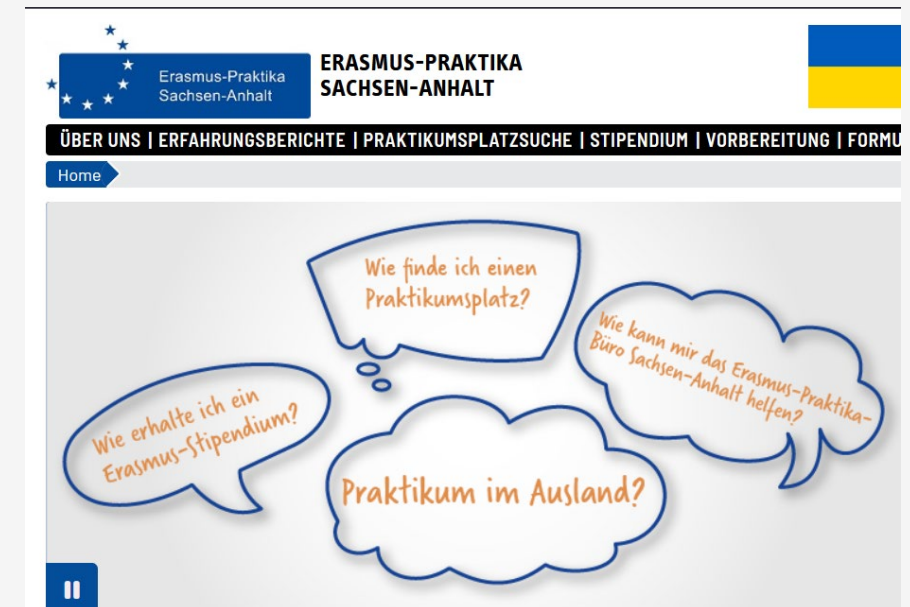 Erasmus-Praktika
Sachsen-Anhalt
ERASMUS-PRAKTIKA
SACHSEN-ANHALT
ÜBER UNS | ERFAHRUNGSBERICHTE | PRAKTIKUMSPLATZSUCHE | STIPENDIUM | VORBEREITUNG | FORMU
Home
Wie finde ich einen
Praktikumsplatz?
Wie kann mir das Erasmus-Praktika-
Büro Sachsen-Anhalt helfen?
Wie erhalte ich ein
Erasmus-Stipendium?
Praktikum im Ausland?